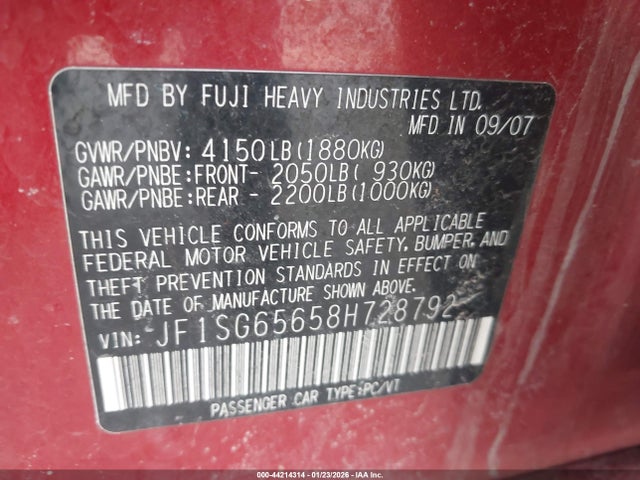 MFD BY FUJI HEAVY INDUSTRIES LTD.
MFD IN 09/07
GVWR/PNBV: 4150LB(1880KG)
GAWR/PNBE:FRONT- 2050LB( 930KG)
GAWR/PNBE:REAR - 2200LB(1000KG)
THIS VEHICLE CONFORMS TO ALL APPLICABLE
FEDERAL MOTOR VEHICLE SAFETY, BUMPER, AND
THEFT PREVENTION STANDARDS IN EFFECT ON
THE DATE OF MANUFACTURE SHOWN ABOVE.
VIN: JF1SG65658H728792
PASSENGER CAR TYPE:PC/VT
000-44214314 - 01/23/2026 - IAA Corp.